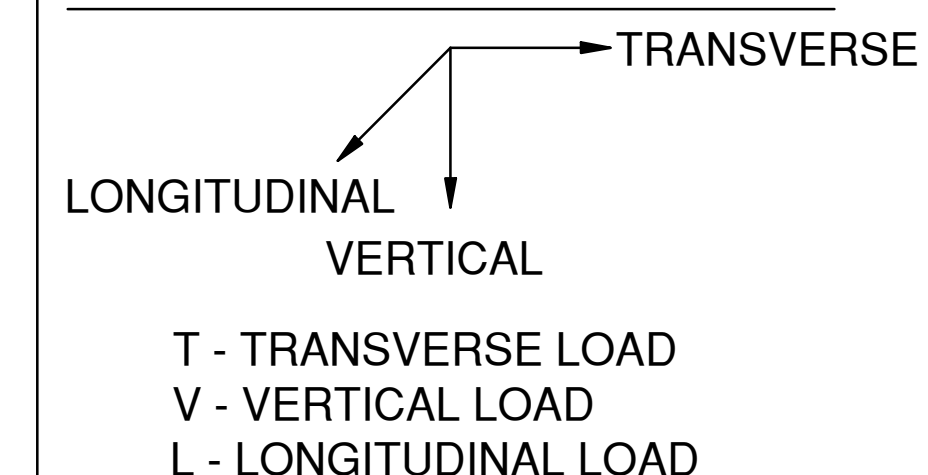 TRANSVERSE
LONGITUDINAL
VERTICAL
T - TRANSVERSE LOAD
V - VERTICAL LOAD
L - LONGITUDINAL LOAD